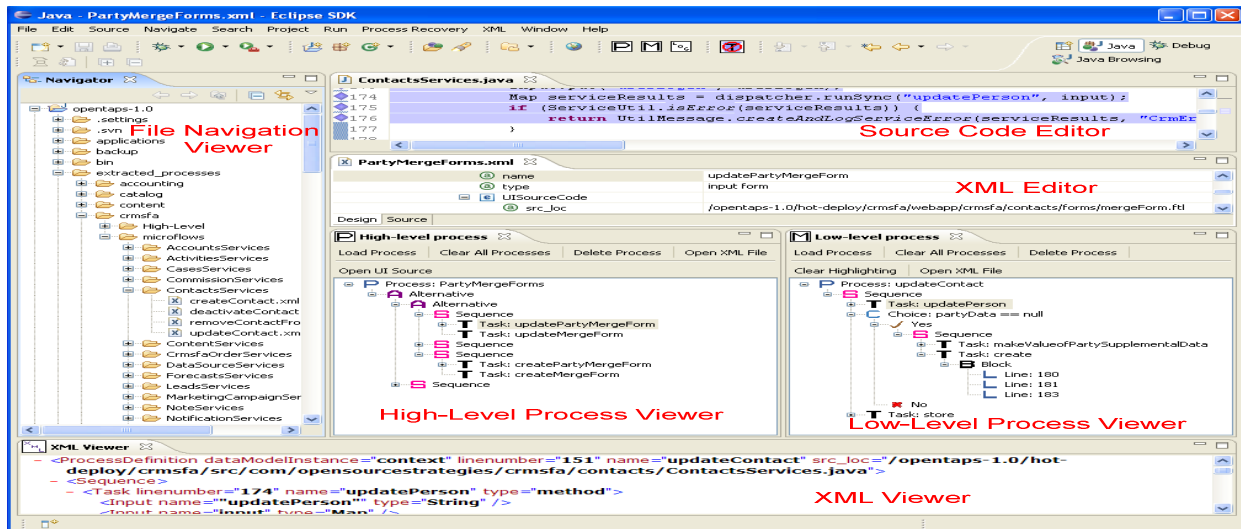 Java - PartyMergeForms.xml - Eclipse SDK
File Edit Source Navigate Search Project Run Process Recovery XML Window Help
P M Java Debug
Java Browsing
Navigator
opentaps-1.0
.settings
.svn
applications
backup
bin
extracted_processes
accounting
catalog
content
crmsfa
High-Level
microflows
AccountsServices
ActivitiesServices
CasesServices
CommissionServices
ContactsServices
createContact.xml
deactivateContact
removeContactFro
updateContact.xm
ContentServices
CrmsfaOrderServices
DataSourceServices
ForecastsServices
LeadsServices
MarketingCampaignSer
NoteServices
NotificationServices
File Navigation
Viewer
ContactsServices.java
174 Map serviceResults = dispatcher.runSync("updatePerson", input);
175 if (ServiceUtil.isError(serviceResults)) {
176 return UtilMessage.createAndLogServiceError(serviceResults, "CrmEr
177 }
Source Code Editor
PartyMergeForms.xml
name updatePartyMergeForm
type input form
UISourceCode
src_loc /opentaps-1.0/hot-deploy/crmsfa/webapp/crmsfa/contacts/forms/mergeForm.ftl
XML Editor
Design Source
High-level process
Load Process Clear All Processes Delete Process Open XML File
Open UI Source
Process: PartyMergeForms
Alternative
Alternative
Sequence
Task: updatePartyMergeForm
Task: updateMergeForm
Sequence
Sequence
Task: createPartyMergeForm
Task: createMergeForm
Sequence
High-Level Process Viewer
Low-level process
Load Process Clear All Processes Delete Process
Clear Highlighting Open XML File
Process: updateContact
Sequence
Task: updatePerson
Choice: partyData == null
Yes
Sequence
Task: makeValueofPartySupplementalData
Task: create
Block
Line: 180
Line: 181
Line: 183
No
Task: store
Low-Level Process Viewer
XML Viewer
- <ProcessDefinition dataModelInstance="context" linenumber="151" name="updateContact" src_loc="/opentaps-1.0/hot-
deploy/crmsfa/src/com/opensourcestrategies/crmsfa/contacts/ContactsServices.java">
- <Sequence>
- <Task linenumber="174" name="updatePerson" type="method">
<Input name=""updatePerson"" type="String" />
<Input name="input" type="Map" />
XML Viewer